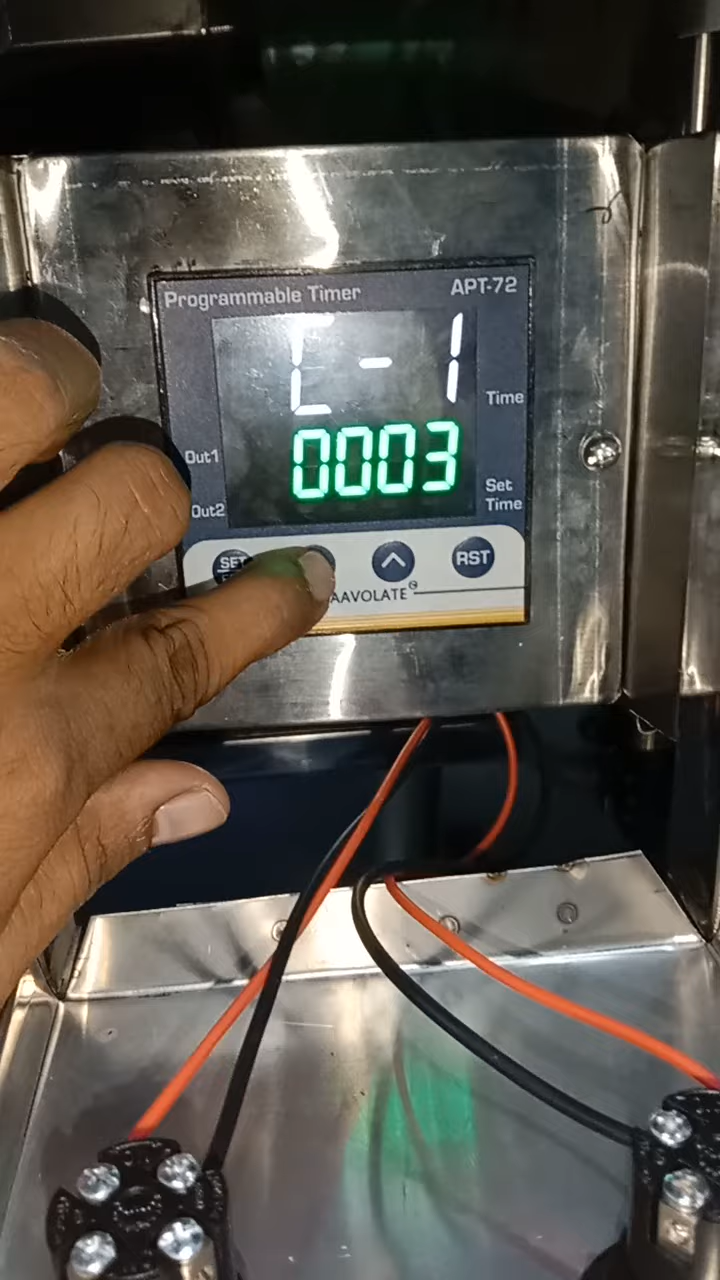 Programmable Timer APT-72
C-1
Time
Out1
0003
Set
Time
Out2
SET
RST
AAVOLATE